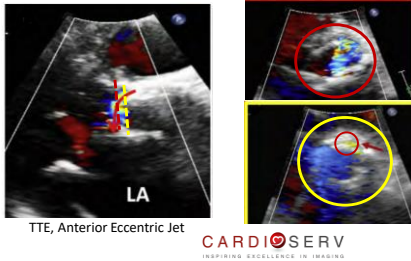 LA
TTE, Anterior Eccentric Jet
CARDIOSERV
INSPIRING EXCELLENCE IN IMAGING